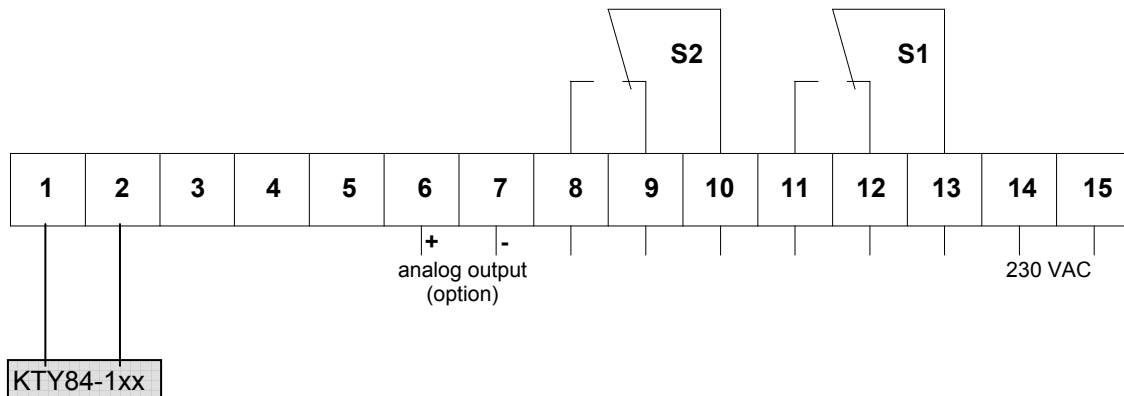 S2 S1
1 2 3 4 5 6 7 8 9 10 11 12 13 14 15
+ -
analog output 230 VAC
(option)
KTY84-1xx